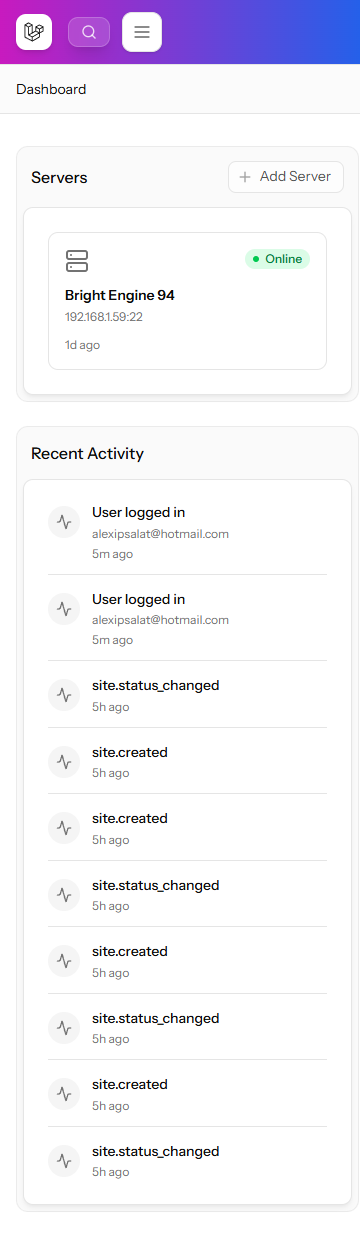 Dashboard
Servers
Add Server
Online
Bright Engine 94
192.168.1.59:22
1d ago
Recent Activity
User logged in
alexipsalat@hotmail.com
5m ago
User logged in
alexipsalat@hotmail.com
5m ago
site.status_changed
5h ago
site.created
5h ago
site.created
5h ago
site.status_changed
5h ago
site.created
5h ago
site.status_changed
5h ago
site.created
5h ago
site.status_changed
5h ago